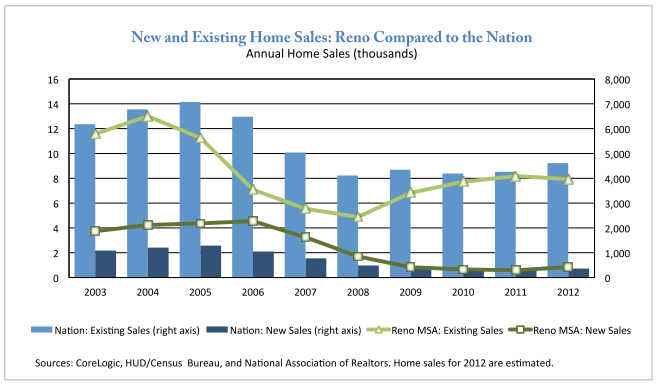 New and Existing Home Sales: Reno Compared to the Nation
Annual Home Sales (thousands)
16 8,000
14 7,000
12 6,000
10 5,000
8 4,000
6 3,000
4 2,000
2 1,000
0 0
2003 2004 2005 2006 2007 2008 2009 2010 2011 2012
Nation: Existing Sales (right axis) Nation: New Sales (right axis) Reno MSA: Existing Sales Reno MSA: New Sales
Sources: CoreLogic, HUD/Census Bureau, and National Association of Realtors. Home sales for 2012 are estimated.